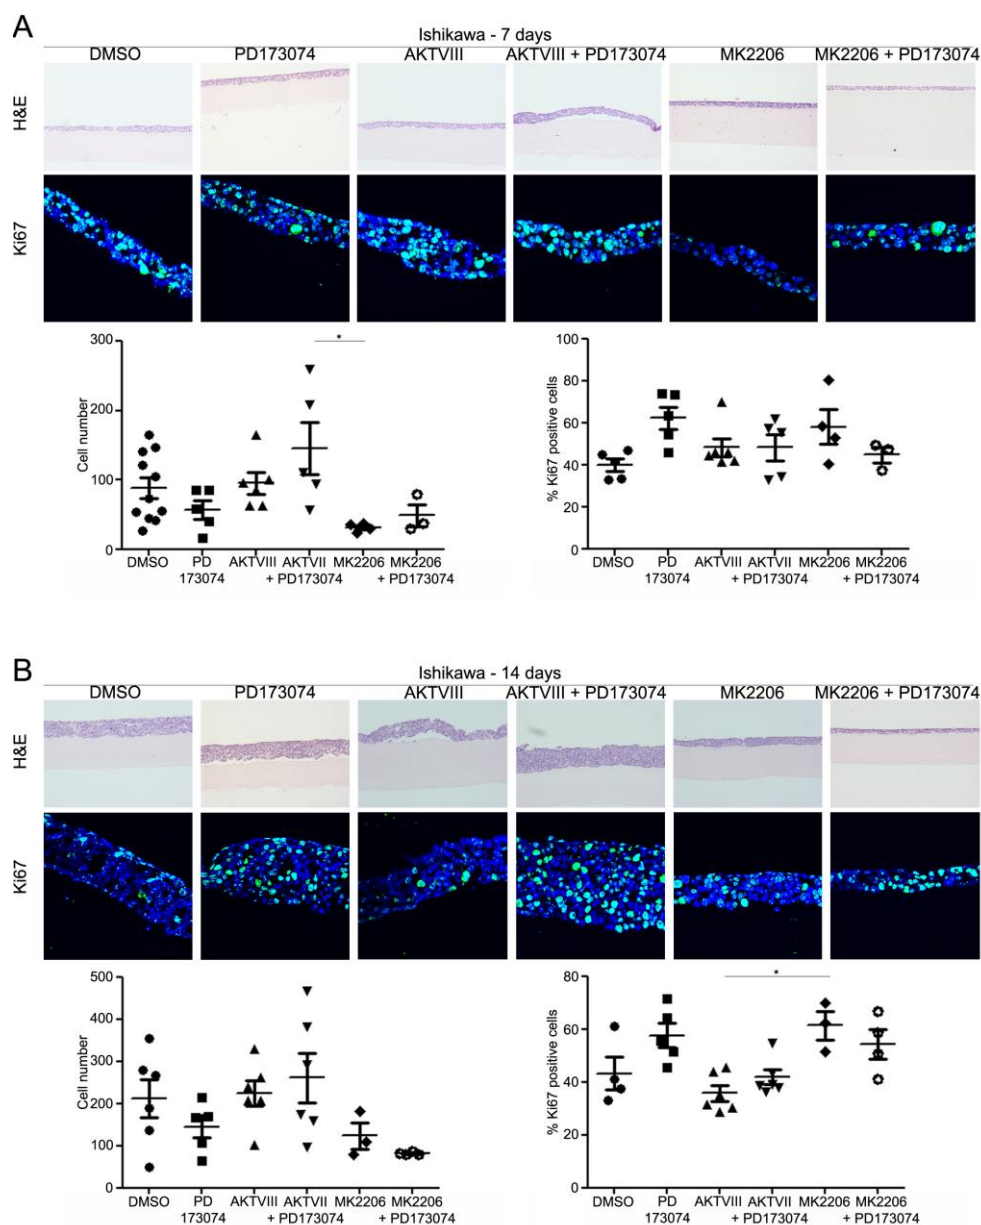 A
Ishikawa - 7 days
DMSO PD173074 AKTVIII AKTVIII + PD173074 MK2206 MK2206 + PD173074
H&E
Ki67
300
200
100
0
Cell number
*
DMSO PD AKTVIII AKTVII MK2206 MK2206
173074 + PD173074 + PD173074
100
80
60
40
20
0
% Ki67 positive cells
DMSO PD AKTVIII AKTVII MK2206 MK2206
173074 + PD173074 + PD173074
B
Ishikawa - 14 days
DMSO PD173074 AKTVIII AKTVIII + PD173074 MK2206 MK2206 + PD173074
H&E
Ki67
500
400
300
200
100
0
Cell number
DMSO PD AKTVIII AKTVII MK2206 MK2206
173074 + PD173074 + PD173074
80
60
40
20
0
% Ki67 positive cells
*
DMSO PD AKTVIII AKTVII MK2206 MK2206
173074 + PD173074 + PD173074